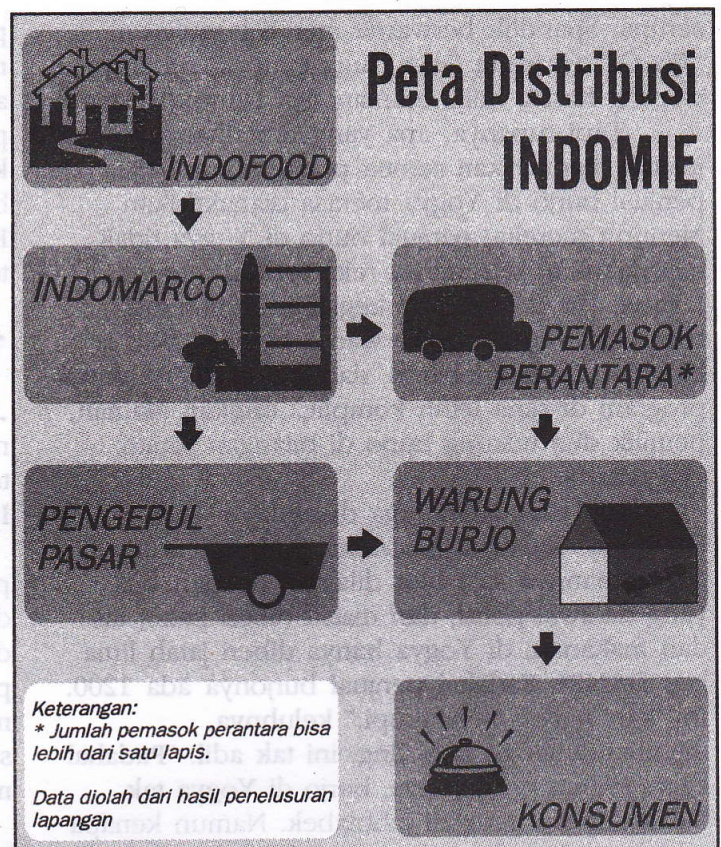 Peta Distribusi
INDOMIE
INDOFOOD
INDOMARCO
PEMASOK
PERANTARA*
PENGEPUL
PASAR
WARUNG
BURJO
Keterangan:
* Jumlah pemasok perantara bisa
lebih dari satu lapis.
Data diolah dari hasil penelusuran
lapangan
KONSUMEN